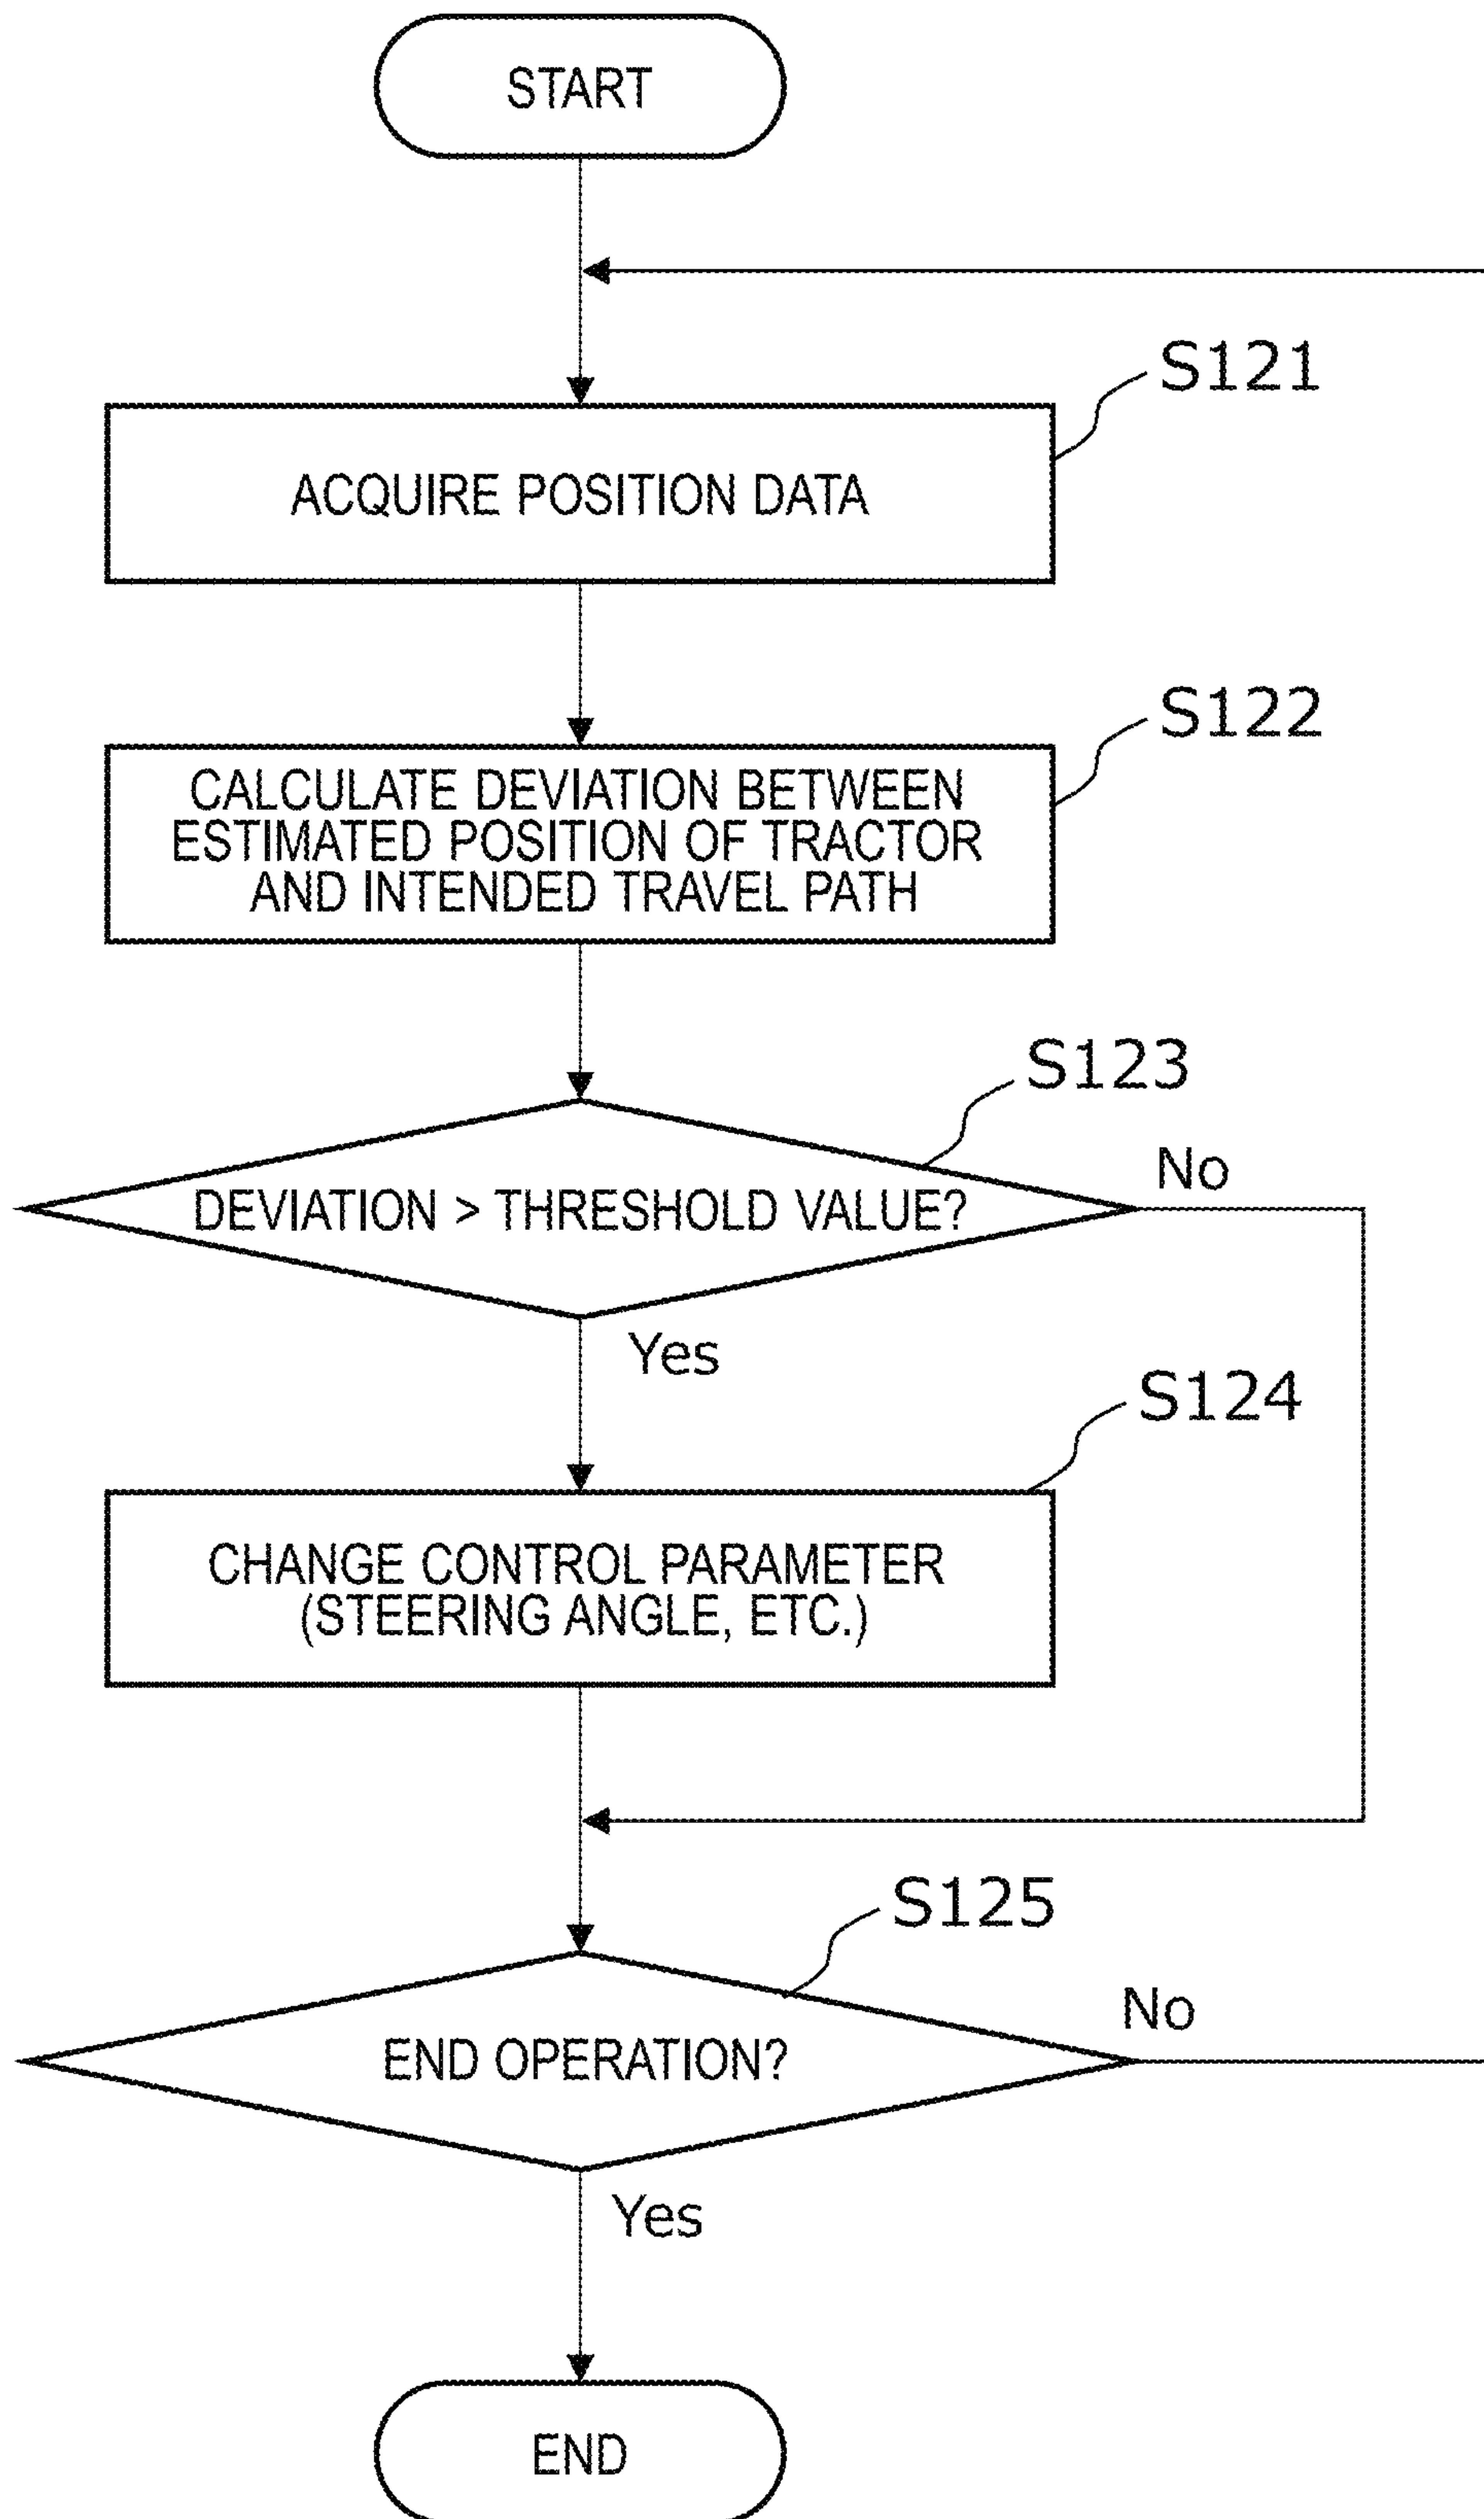 START
S121
ACQUIRE POSITION DATA
S122
CALCULATE DEVIATION BETWEEN
ESTIMATED POSITION OF TRACTOR
AND INTENDED TRAVEL PATH
S123
DEVIATION > THRESHOLD VALUE?
No
Yes
S124
CHANGE CONTROL PARAMETER
(STEERING ANGLE, ETC.)
S125
END OPERATION?
No
Yes
END